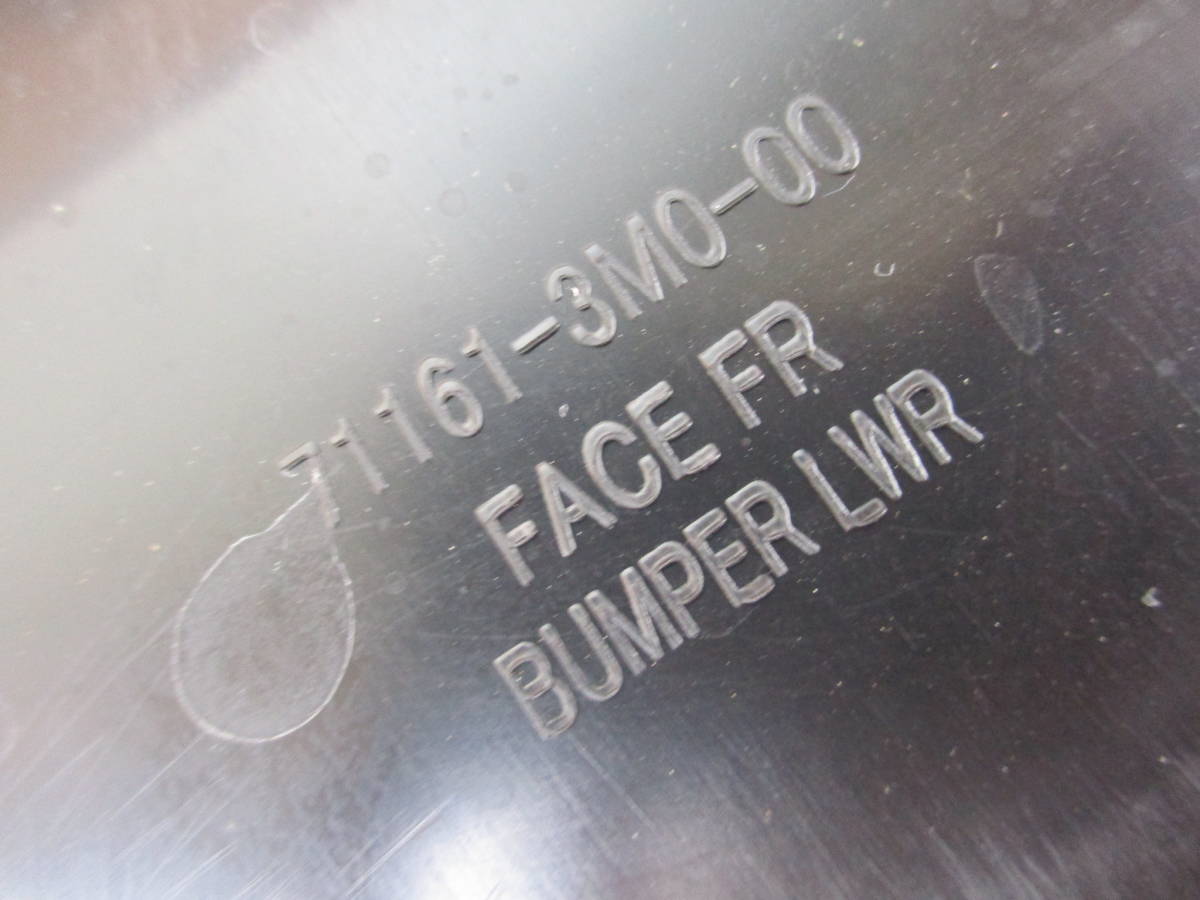 71161-3M0-00
FACE FR
BUMPER LWR